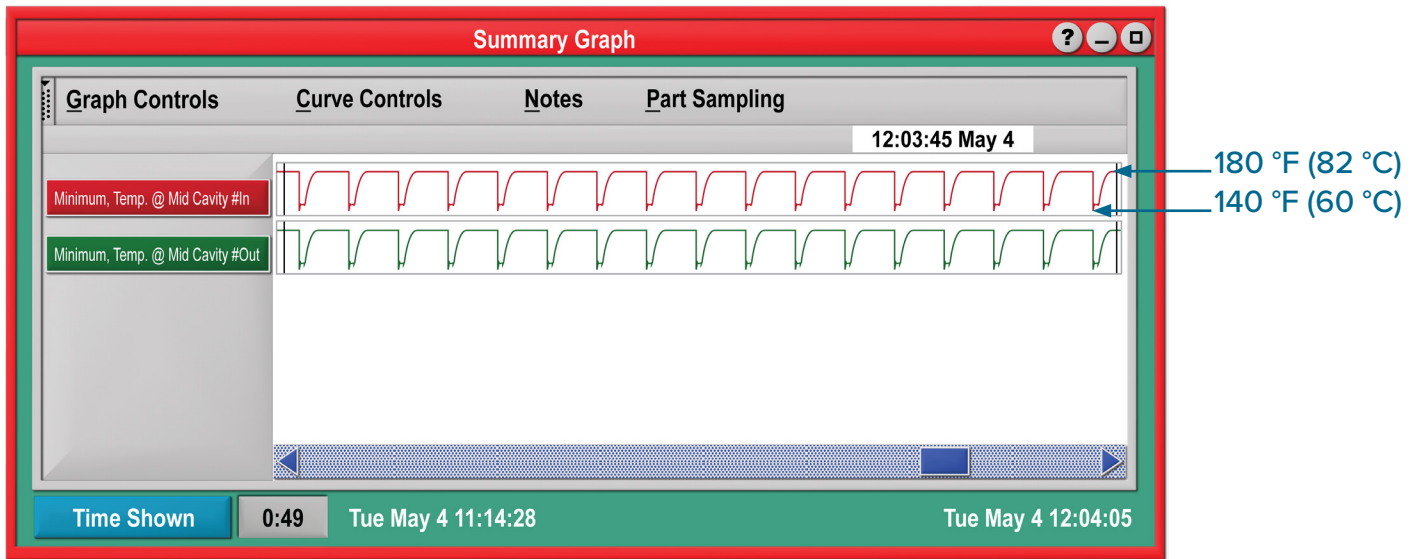 Summary Graph
?
Graph Controls Curve Controls Notes Part Sampling
12:03:45 May 4
180 °F (82 °C)
Minimum, Temp. @ Mid Cavity #In
140 °F (60 °C)
Minimum, Temp. @ Mid Cavity #Out
Time Shown 0:49 Tue May 4 11:14:28 Tue May 4 12:04:05